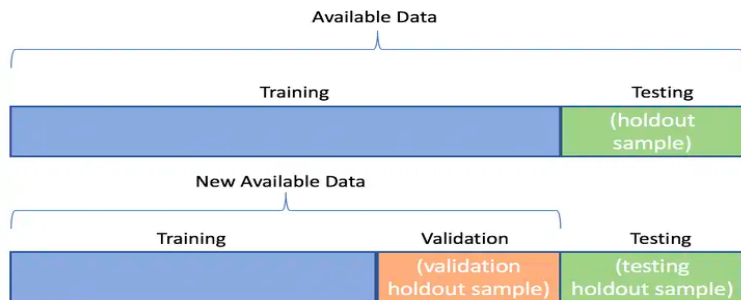 Available Data
Training Testing
(holdout
sample)
New Available Data
Training Validation Testing
(validation (testing
holdout sample) holdout sample)